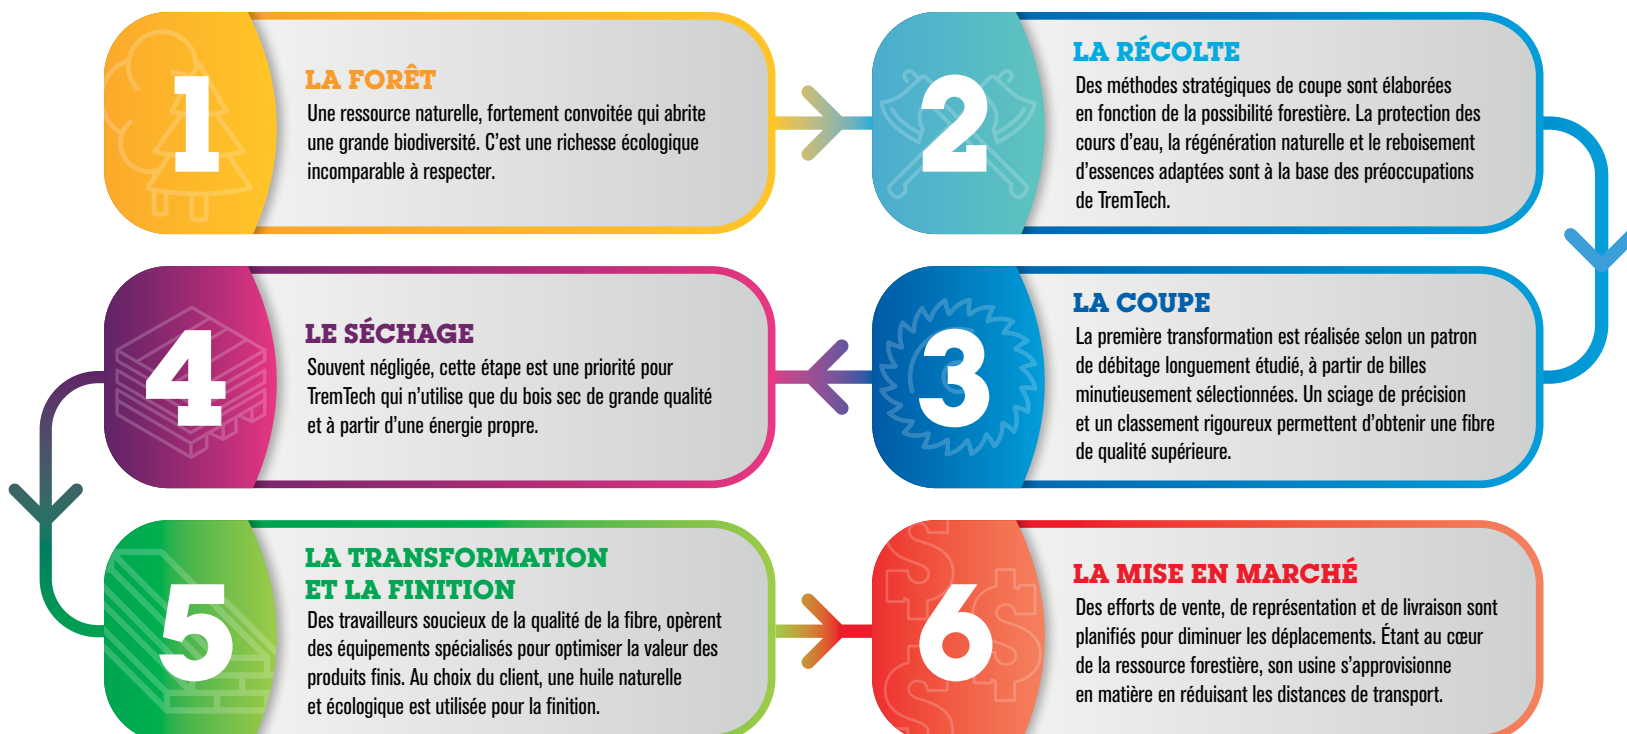 1
LA FORÊT
Une ressource naturelle, fortement convoitée qui abrite
une grande biodiversité. C'est une richesse écologique
incomparable à respecter.
2
LA RÉCOLTE
Des méthodes stratégiques de coupe sont élaborées
en fonction de la possibilité forestière. La protection des
cours d'eau, la régénération naturelle et le reboisement
d'essences adaptées sont à la base des préoccupations
de TremTech.
3
LA COUPE
La première transformation est réalisée selon un patron
de débitage longuement étudié, à partir de billes
minutieusement sélectionnées. Un sciage de précision
et un classement rigoureux permettent d'obtenir une fibre
de qualité supérieure.
4
LE SÉCHAGE
Souvent négligée, cette étape est une priorité pour
TremTech qui n'utilise que du bois sec de grande qualité
et à partir d'une énergie propre.
5
LA TRANSFORMATION
ET LA FINITION
Des travailleurs soucieux de la qualité de la fibre, opèrent
des équipements spécialisés pour optimiser la valeur des
produits finis. Au choix du client, une huile naturelle
et écologique est utilisée pour la finition.
6
LA MISE EN MARCHÉ
Des efforts de vente, de représentation et de livraison sont
planifiés pour diminuer les déplacements. Étant au cœur
de la ressource forestière, son usine s'approvisionne
en matière en réduisant les distances de transport.